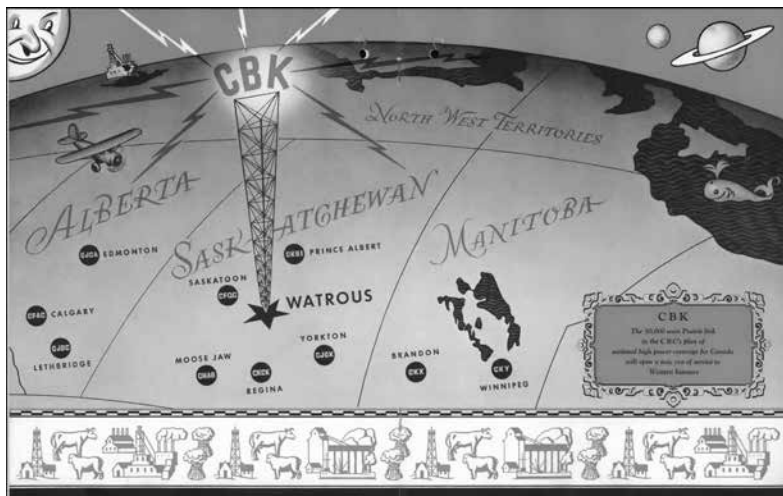 CBK
NORTH WEST TERRITORIES
ALBERTA
SASKATCHEWAN
MANITOBA
CJCA EDMONTON
CKBI PRINCE ALBERT
SASKATOON
CFQC
WATROUS
CFAC CALGARY
CJOC
LETHBRIDGE
MOOSE JAW
CHAB
CKCK
REGINA
YORKTON
CJGX
BRANDON
CKX
CKY
WINNIPEG
CBK
The 50,000 watt Prairie link
in the CBC's plan of
national high power coverage for Canada
will open a new era of service to
Western listeners